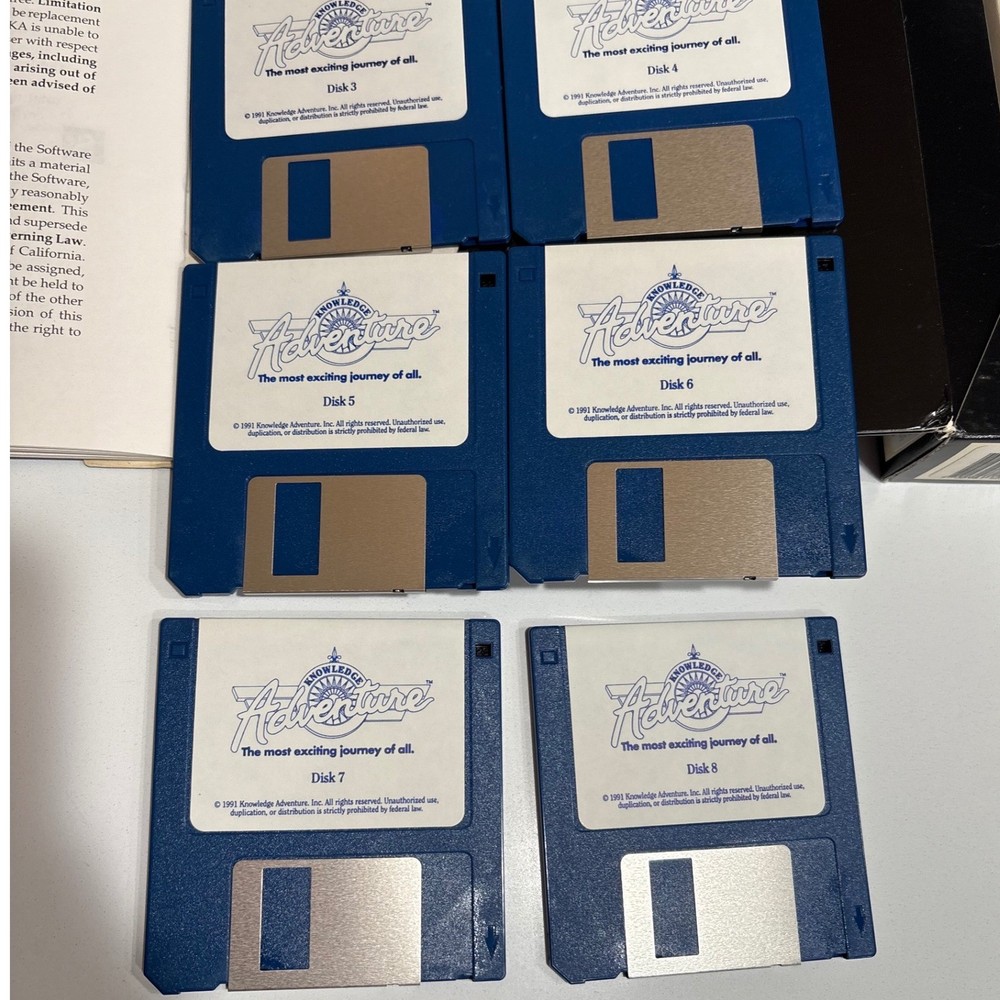 ree. Limitation
be replacement
KA is unable to
er with respect
ges, including
arising out of
een advised of
the Software
its a material
the Software,
y reasonably
ement. This
nd supersede
erning Law.
f California.
be assigned,
nt be held to
of the other
sion of this
the right to
KNOWLEDGE
Adventure™
The most exciting journey of all.
Disk 3
© 1991 Knowledge Adventure. Inc. All rights reserved. Unauthorized use,
duplication, or distribution is strictly prohibited by federal law.
Adventure
The most exciting journey of all.
Disk 4
© 1991 Knowledge Adventure. Inc. All rights reserved. Unauthorized use,
duplication, or distribution is strictly prohibited by federal law.
KNOWLEDGE
Adventure™
The most exciting journey of all.
Disk 5
© 1991 Knowledge Adventure. Inc. All rights reserved. Unauthorized use,
duplication, or distribution is strictly prohibited by federal law.
KNOWLEDGE
Adventure™
The most exciting journey of all.
Disk 6
© 1991 Knowledge Adventure. Inc. All rights reserved. Unauthorized use,
duplication, or distribution is strictly prohibited by federal law.
KNOWLEDGE
Adventure™
The most exciting journey of all.
Disk 7
© 1991 Knowledge Adventure. Inc. All rights reserved. Unauthorized use,
duplication, or distribution is strictly prohibited by federal law.
KNOWLEDGE
Adventure™
The most exciting journey of all.
Disk 8
© 1991 Knowledge Adventure. Inc. All rights reserved. Unauthorized use,
duplication, or distribution is strictly prohibited by federal law.